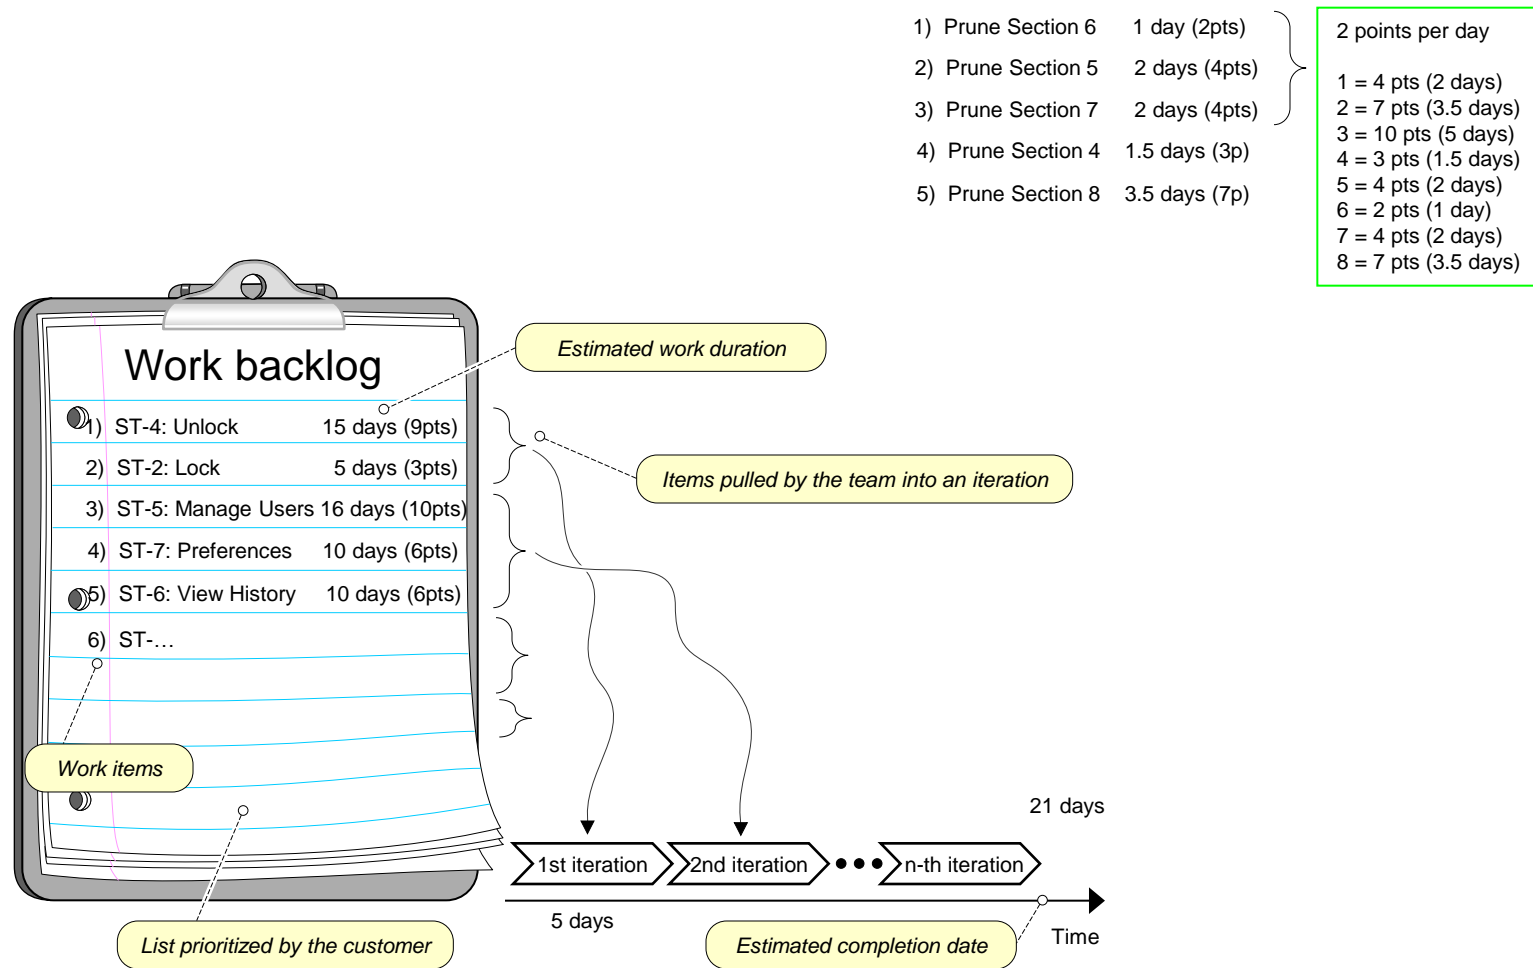 1) Prune Section 6 1 day (2pts)
2) Prune Section 5 2 days (4pts)
3) Prune Section 7 2 days (4pts)
4) Prune Section 4 1.5 days (3p)
5) Prune Section 8 3.5 days (7p)
2 points per day
1 = 4 pts (2 days)
2 = 7 pts (3.5 days)
3 = 10 pts (5 days)
4 = 3 pts (1.5 days)
5 = 4 pts (2 days)
6 = 2 pts (1 day)
7 = 4 pts (2 days)
8 = 7 pts (3.5 days)
Work backlog
Estimated work duration
1) ST-4: Unlock 15 days (9pts)
2) ST-2: Lock 5 days (3pts)
Items pulled by the team into an iteration
3) ST-5: Manage Users 16 days (10pts)
4) ST-7: Preferences 10 days (6pts)
5) ST-6: View History 10 days (6pts)
6) ST-…
Work items
21 days
1st iteration
2nd iteration
n-th iteration
5 days
List prioritized by the customer
Estimated completion date
Time